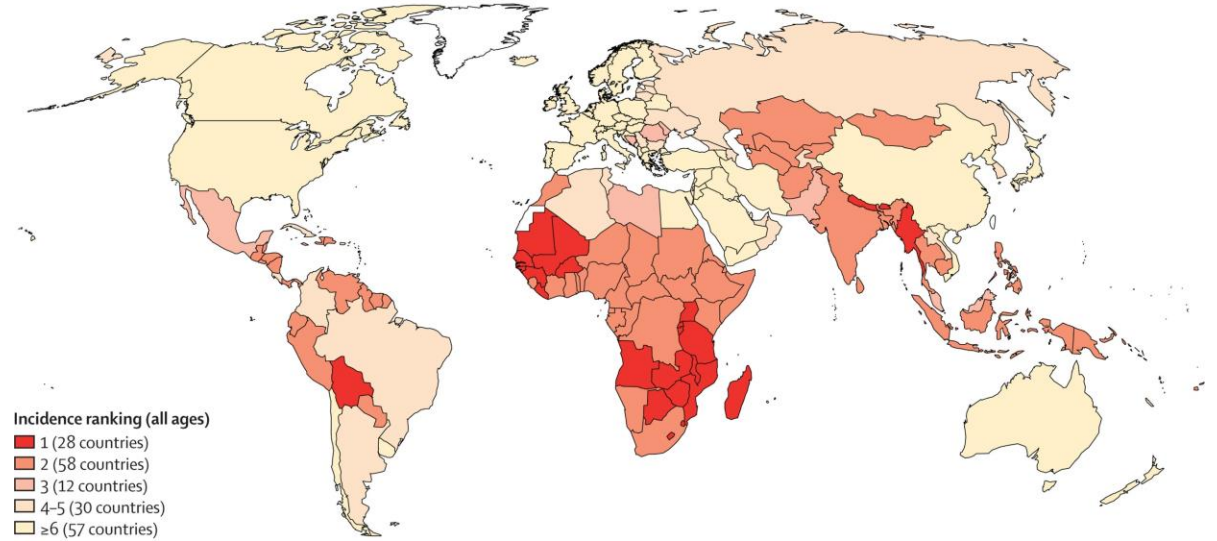 Incidence ranking (all ages)
1 (28 countries)
2 (58 countries)
3 (12 countries)
4–5 (30 countries)
≥6 (57 countries)